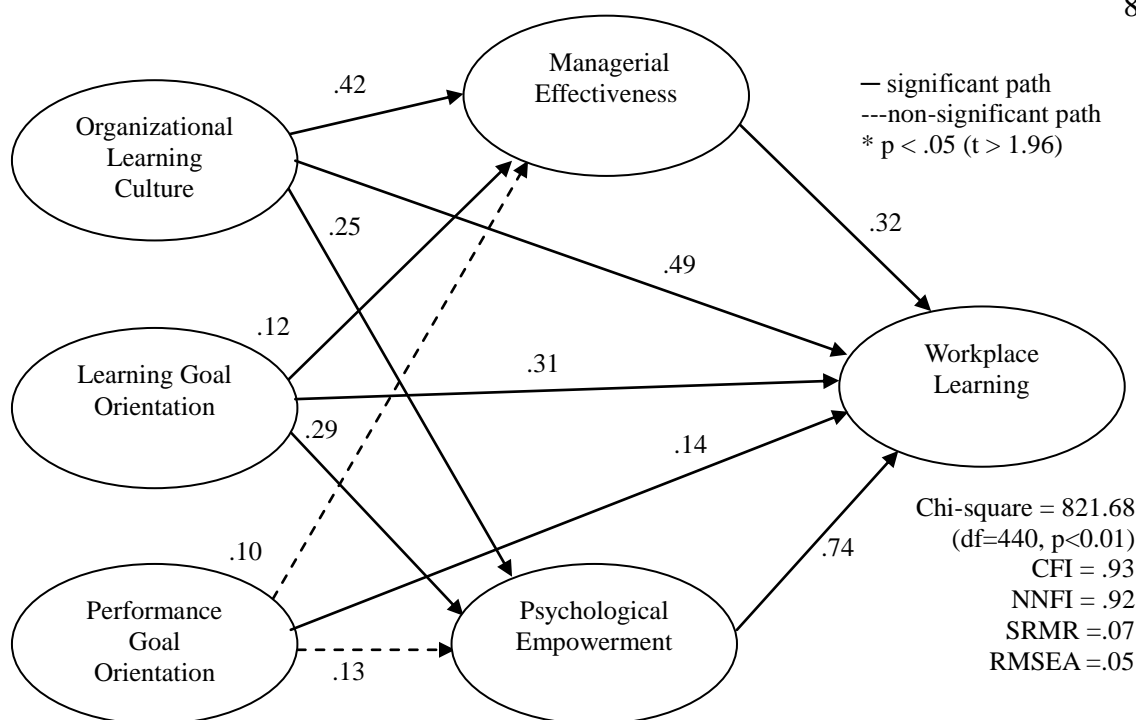 8
Managerial
Effectiveness
.42
─ significant path
---non-significant path
* p < .05 (t > 1.96)
Organizational
Learning
Culture
.25
.32
.49
.12
Learning Goal
Orientation
.31
Workplace
Learning
.29
.14
Chi-square = 821.68
(df=440, p<0.01)
CFI = .93
NNFI = .92
SRMR =.07
RMSEA =.05
.10
.74
Performance
Goal
Orientation
.13
Psychological
Empowerment